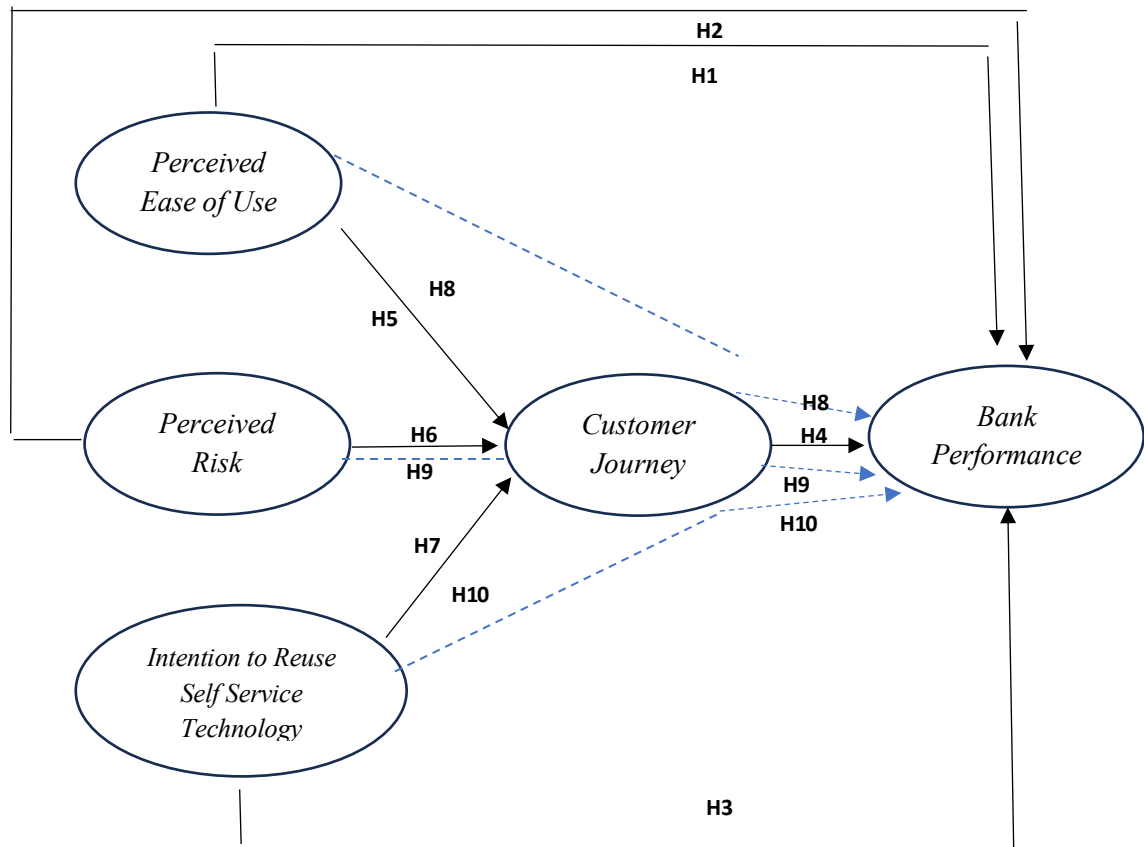 H2
H1
Perceived
Ease of Use
H8
H5
Perceived
Risk
H6
H9
Customer
Journey
H8
H4
H9
H10
Bank
Performance
H7
H10
Intention to Reuse
Self Service
Technology
H3